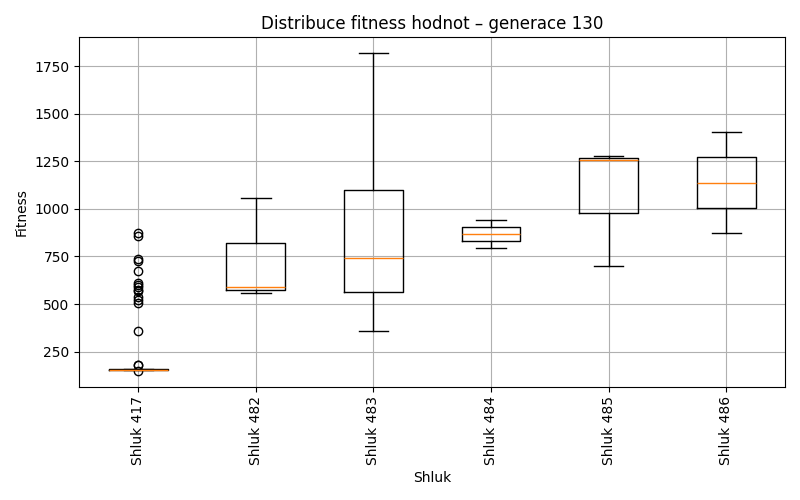 Distribuce fitness hodnot – generace 130
Fitness
1750
1500
1250
1000
750
500
250
Shluk 417
Shluk 482
Shluk 483
Shluk 484
Shluk 485
Shluk 486
Shluk